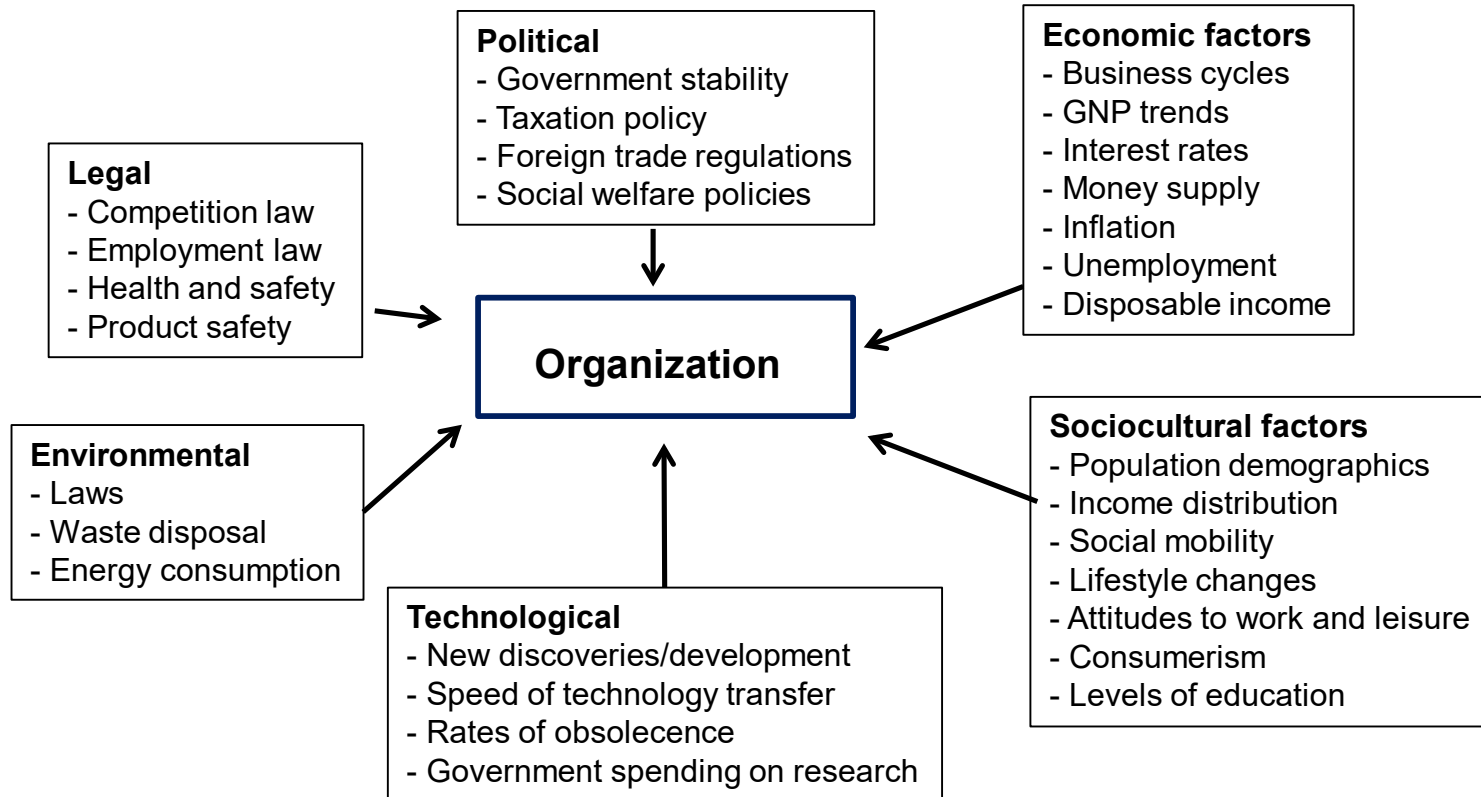 Political
- Government stability
- Taxation policy
- Foreign trade regulations
- Social welfare policies
Economic factors
- Business cycles
- GNP trends
- Interest rates
- Money supply
- Inflation
- Unemployment
- Disposable income
Legal
- Competition law
- Employment law
- Health and safety
- Product safety
Organization
Environmental
- Laws
- Waste disposal
- Energy consumption
Sociocultural factors
- Population demographics
- Income distribution
- Social mobility
- Lifestyle changes
- Attitudes to work and leisure
- Consumerism
- Levels of education
Technological
- New discoveries/development
- Speed of technology transfer
- Rates of obsolecence
- Government spending on research